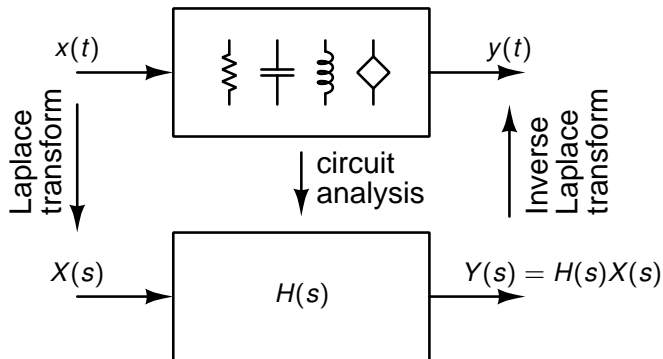 x(t)
y(t)
Laplace
transform
circuit
analysis
Inverse
Laplace
transform
X(s)
H(s)
Y(s) = H(s)X(s)